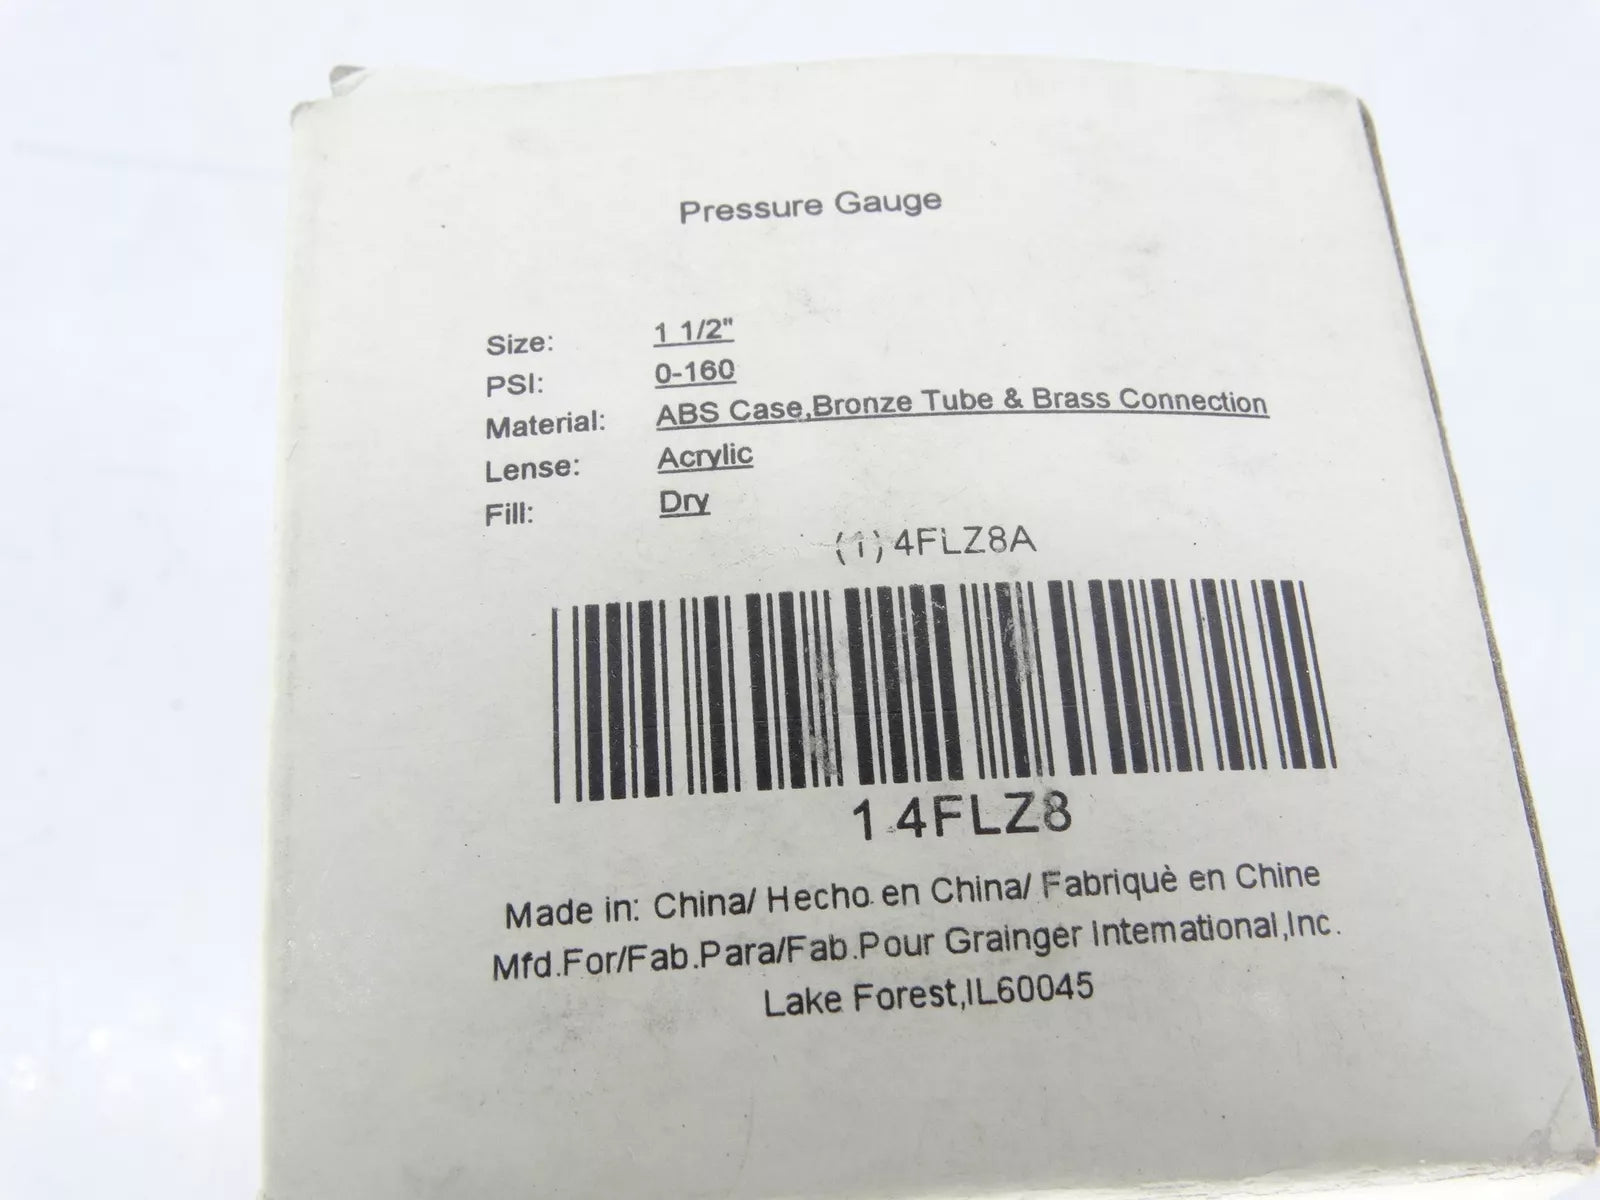 Pressure Gauge
Size: 1 1/2"
PSI: 0-160
Material: ABS Case,Bronze Tube & Brass Connection
Lense: Acrylic
Fill: Dry
(1)4FLZ8A
1 4FLZ8
Made in: China/ Hecho en China/ Fabriquè en Chine
Mfd.For/Fab.Para/Fab.Pour Grainger International,Inc.
Lake Forest,IL60045